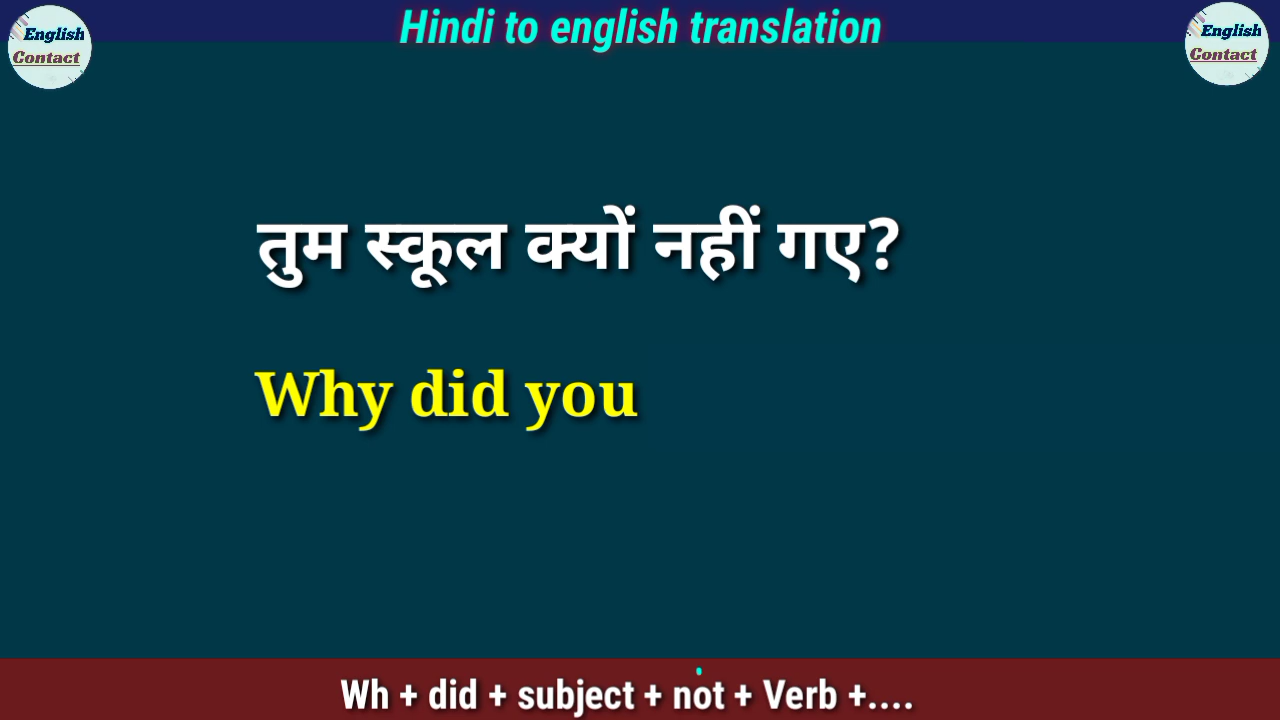 Hindi to english translation
English
Contact
English
Contact
तुम स्कूल क्यों नहीं गए?
Why did you
Wh + did + subject + not + Verb +....